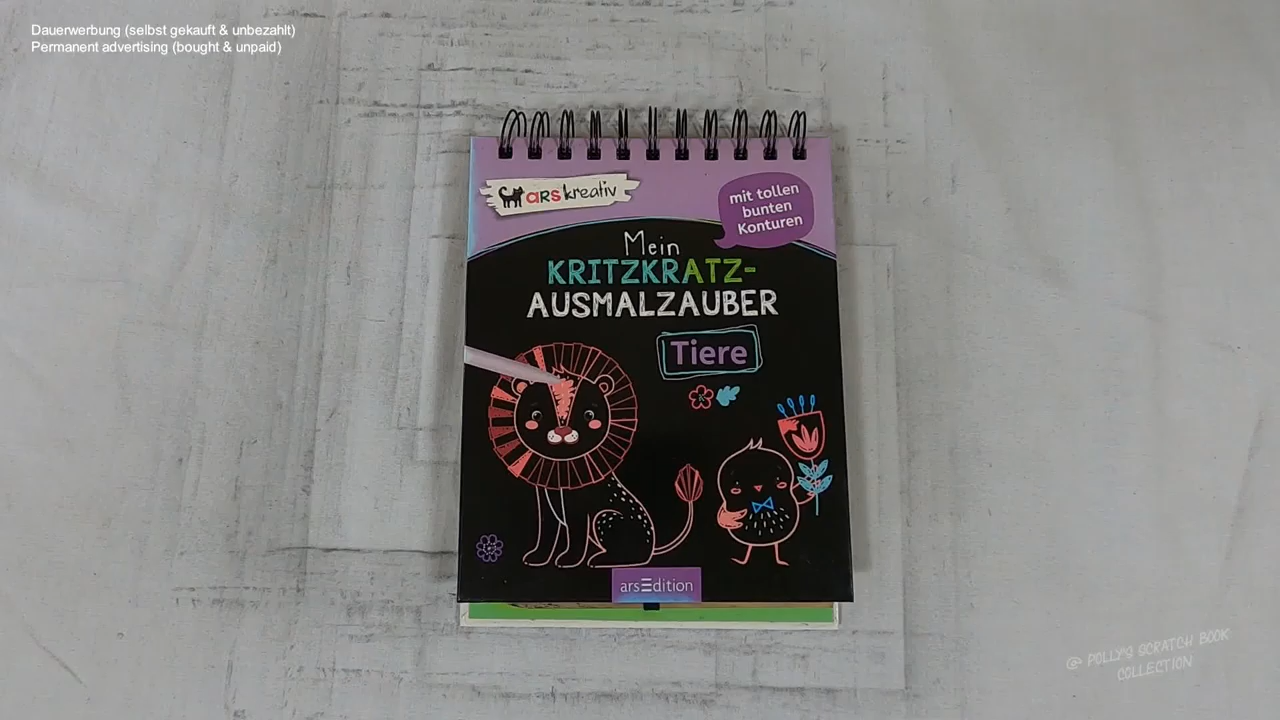 Dauerwerbung (selbst gekauft & unbezahlt)
Permanent advertising (bought & unpaid)
aRS kreativ
mit tollen
bunten
Konturen
Mein
KRITZKRATZ-
AUSMALZAUBER
Tiere
arsEdition
@ POLLY'S SCRATCH BOOK
COLLECTION